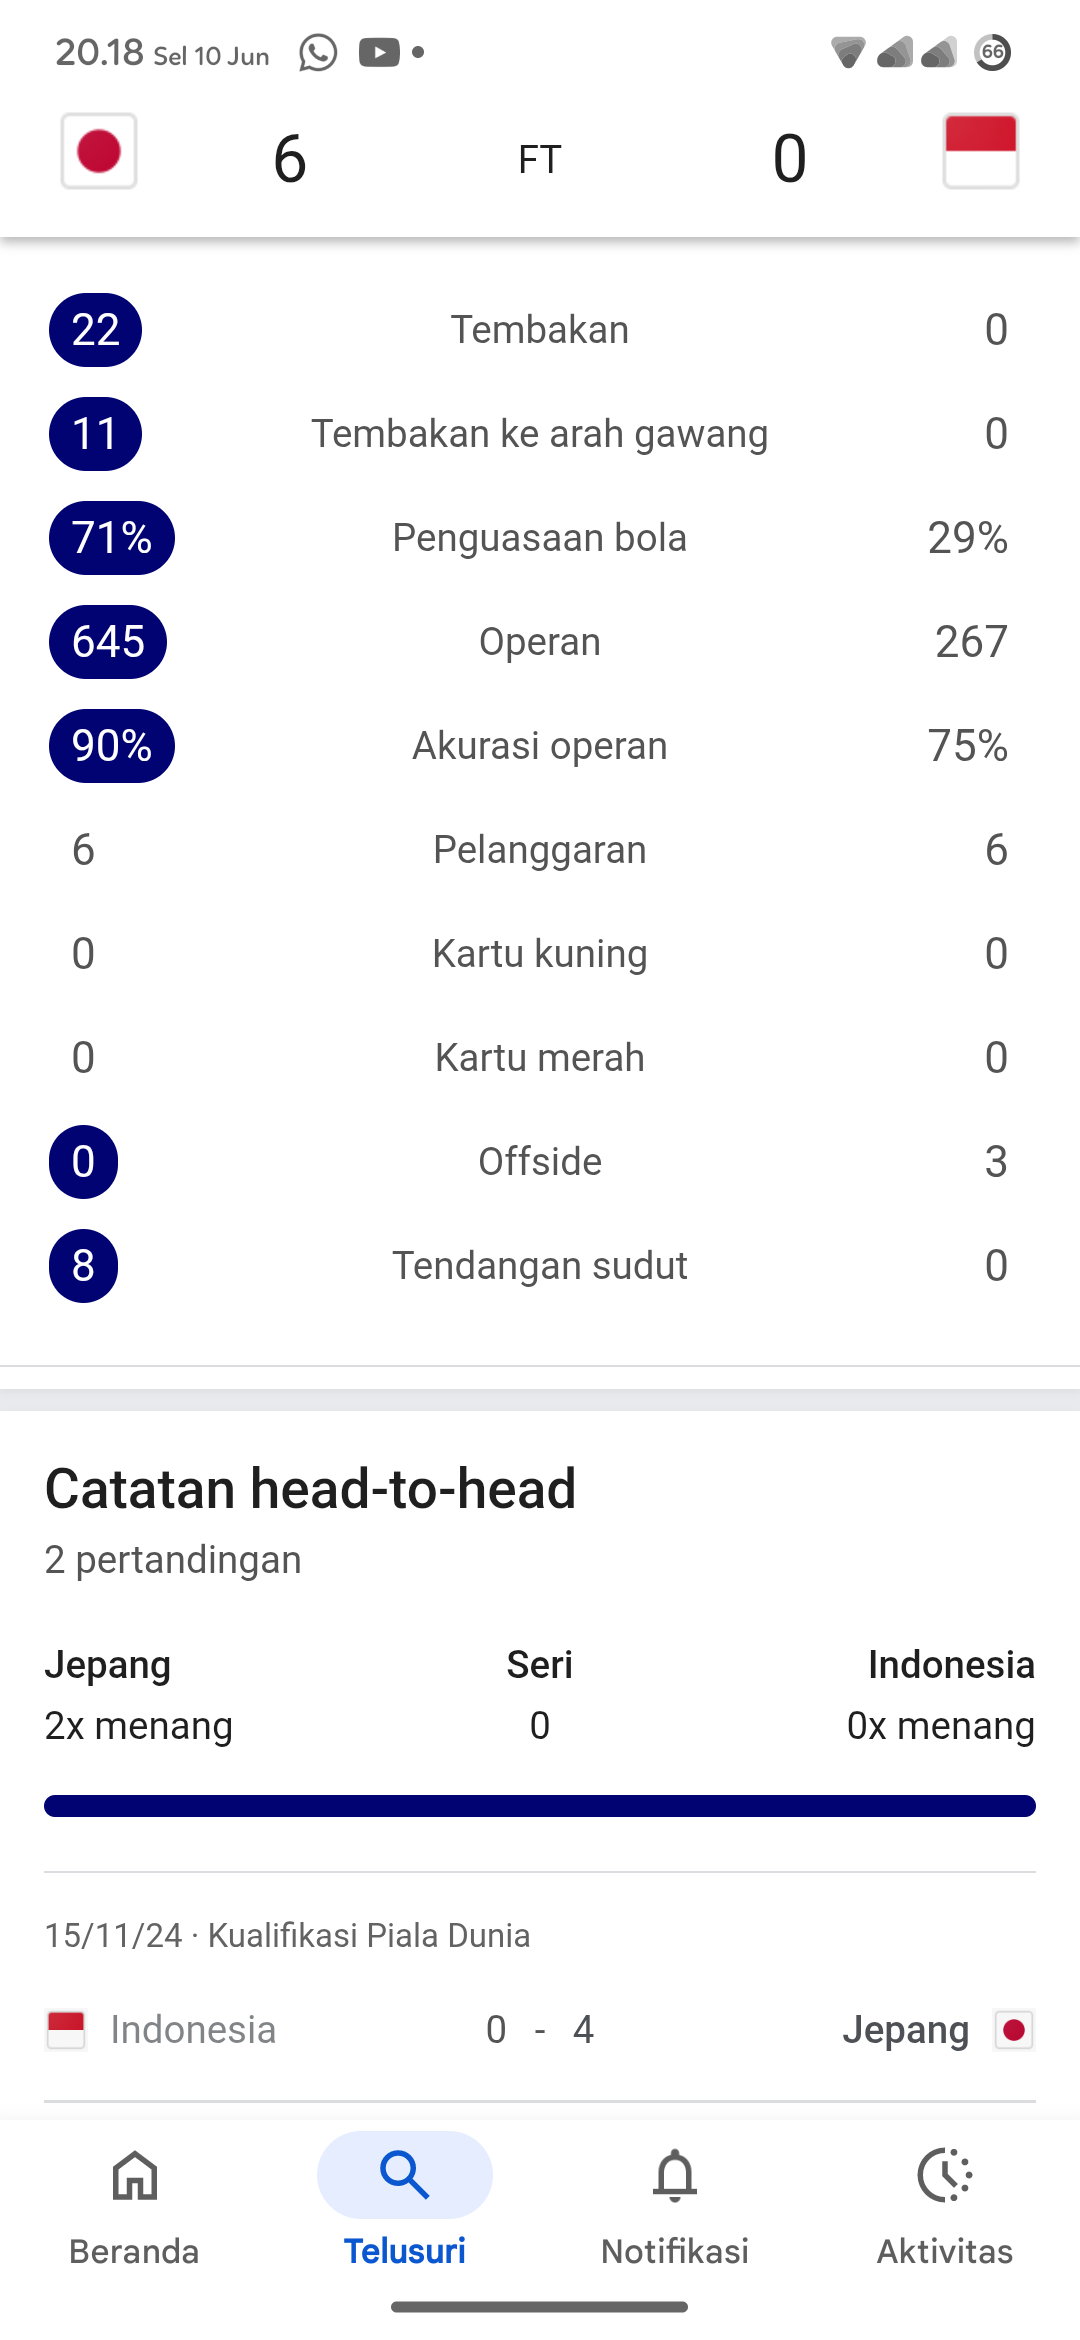 20.18 Sel 10 Jun 66
6 FT 0
22 Tembakan 0
11 Tembakan ke arah gawang 0
71% Penguasaan bola 29%
645 Operan 267
90% Akurasi operan 75%
6 Pelanggaran 6
0 Kartu kuning 0
0 Kartu merah 0
0 Offside 3
8 Tendangan sudut 0
Catatan head-to-head
2 pertandingan
Jepang Seri Indonesia
2x menang 0 0x menang
15/11/24 · Kualifikasi Piala Dunia
Indonesia 0 - 4 Jepang
Beranda Telusuri Notifikasi Aktivitas